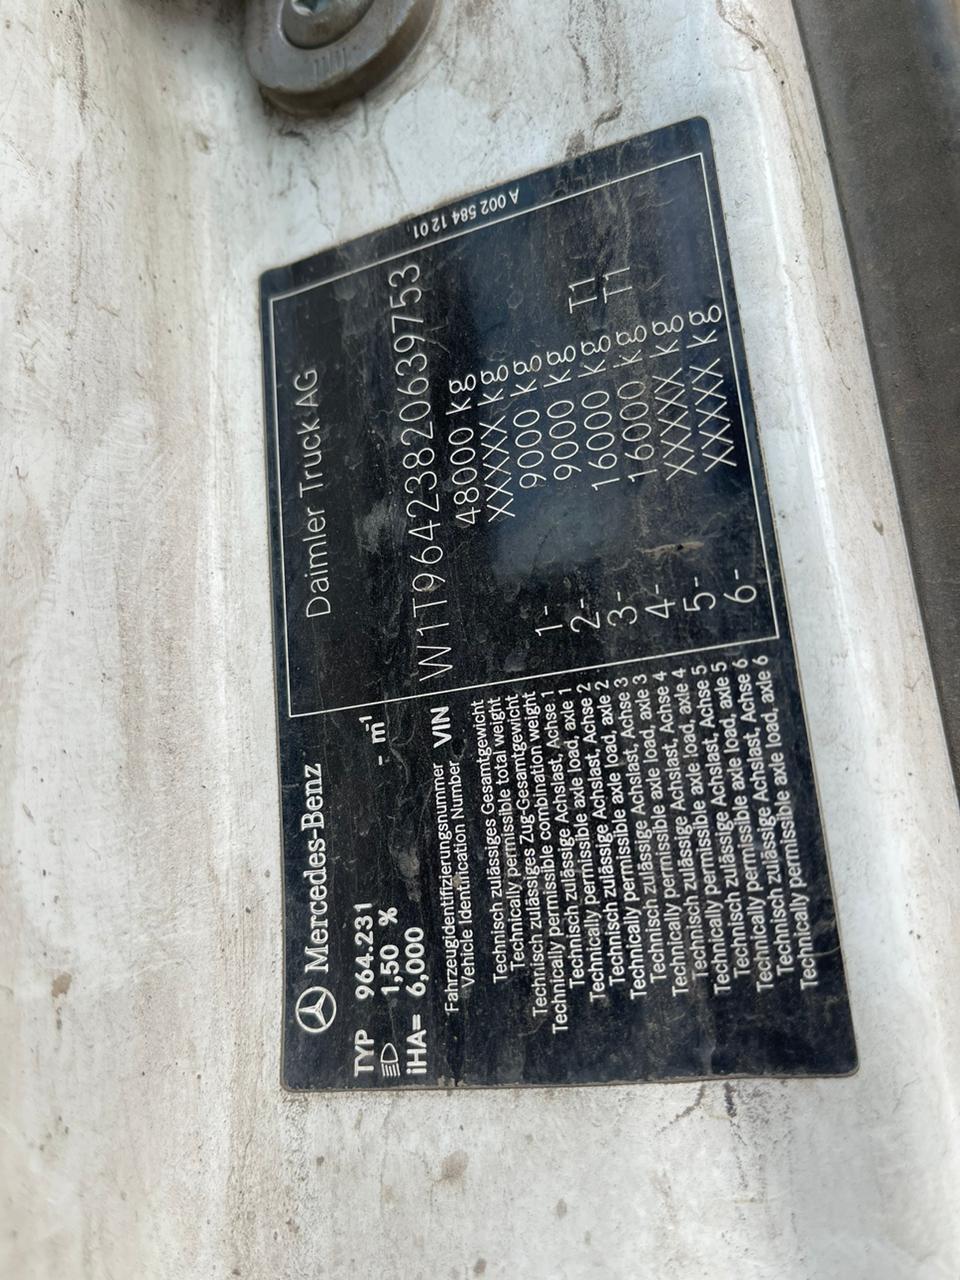 Mercedes-Benz
Daimler Truck AG
TYP 964.231
1,50 % - m-1
iHA= 6,000
Fahrzeugidentifizierungsnummer
Vehicle Identification Number VIN W1T96423820639753
Technisch zulässiges Gesamtgewicht
Technically permissible total weight 48000 kg
Technisch zulässiges Zug-Gesamtgewicht
Technically permissible combination weight XXXXX kg
Technisch zulässige Achslast, Achse 1
Technically permissible axle load, axle 1 1- 9000 kg
Technisch zulässige Achslast, Achse 2
Technically permissible axle load, axle 2 2- 9000 kg
Technisch zulässige Achslast, Achse 3
Technically permissible axle load, axle 3 3- 16000 kg T1
Technisch zulässige Achslast, Achse 4
Technically permissible axle load, axle 4 4- 16000 kg T1
Technisch zulässige Achslast, Achse 5
Technically permissible axle load, axle 5 5- XXXXX kg
Technisch zulässige Achslast, Achse 6
Technically permissible axle load, axle 6 6- XXXXX kg
A 002 584 12 01